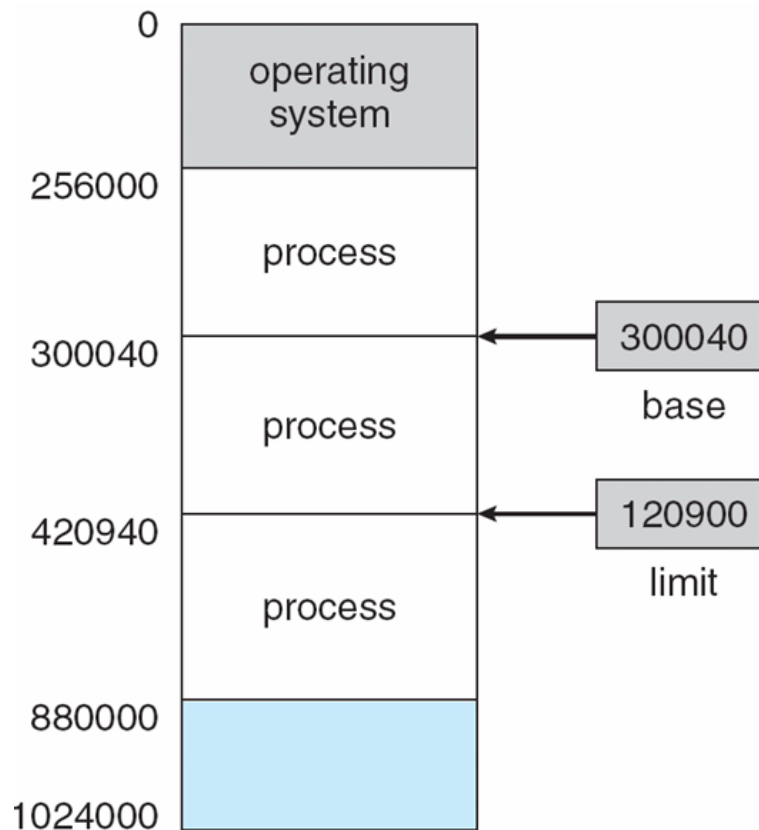 0
operating
system
256000
process
300040
300040
base
process
420940
120900
limit
process
880000
1024000